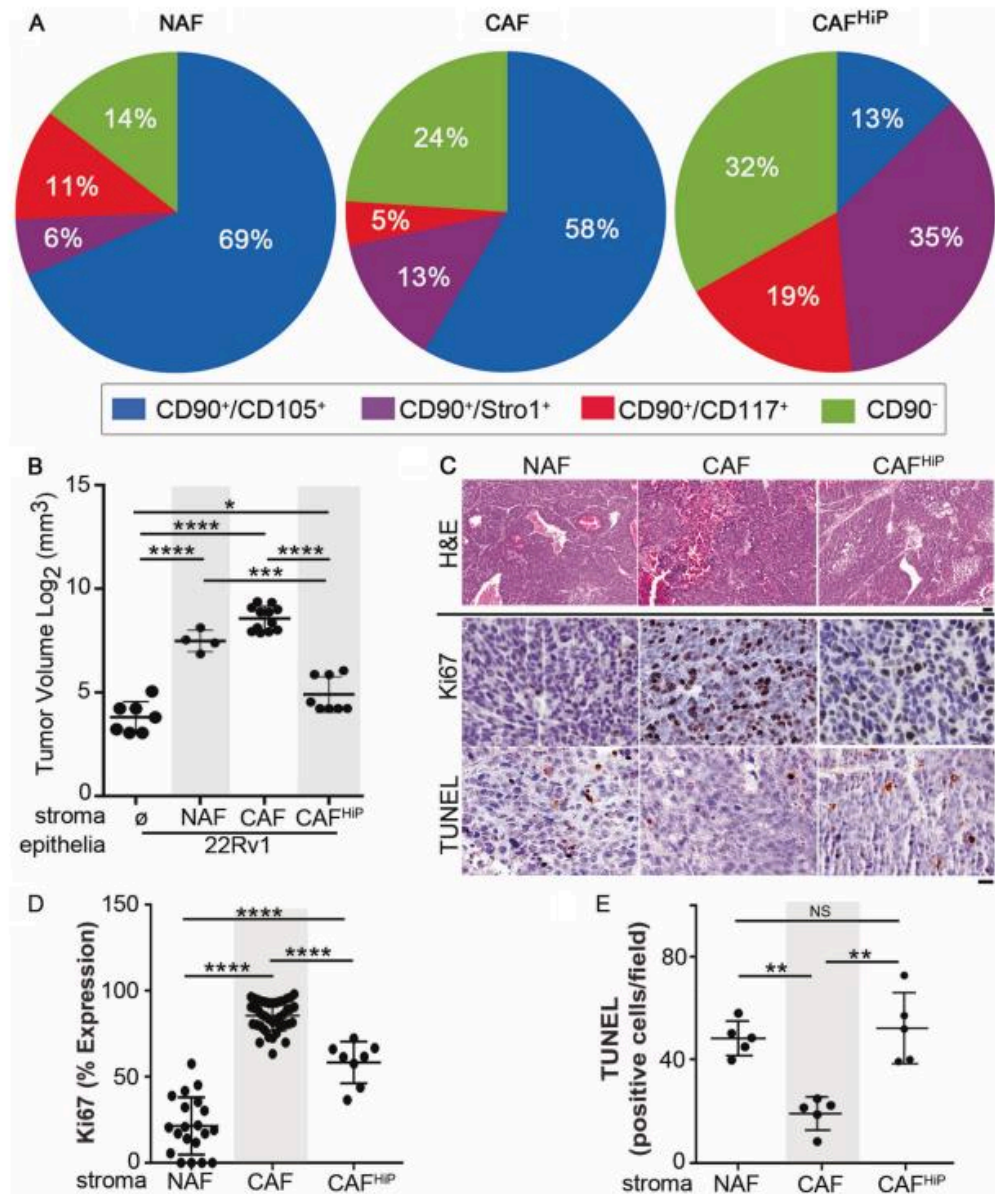 A NAF CAF CAF^HiP
14% 24% 13%
11% 32%
69% 5% 58% 35%
6% 13% 19%
CD90⁺/CD105⁺ CD90⁺/Stro1⁺ CD90⁺/CD117⁺ CD90⁻
B
15
10
5
0
Tumor Volume Log₂ (mm³)
*
**** ****
**** ***
stroma ø NAF CAF CAF^HiP
epithelia 22Rv1
C NAF CAF CAF^HiP
H&E
Ki67
TUNEL
D
150
100
50
0
Ki67 (% Expression)
****
****
****
stroma NAF CAF CAF^HiP
E
80
40
0
TUNEL
(positive cells/field)
NS
** **
stroma NAF CAF CAF^HiP